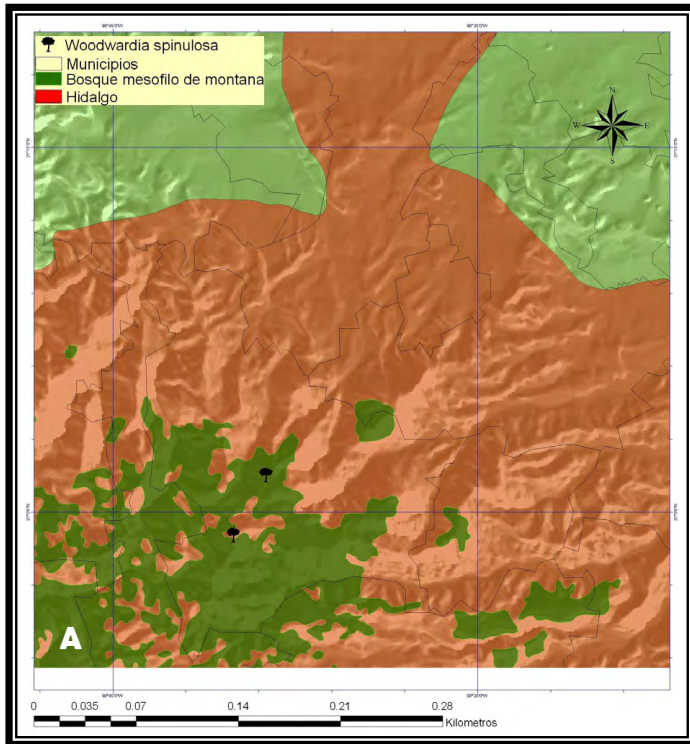 Woodwardia spinulosa
Municipios
Bosque mesofilo de montana
Hidalgo
N
W E
S
A
0 0.035 0.07 0.14 0.21 0.28
Kilometros